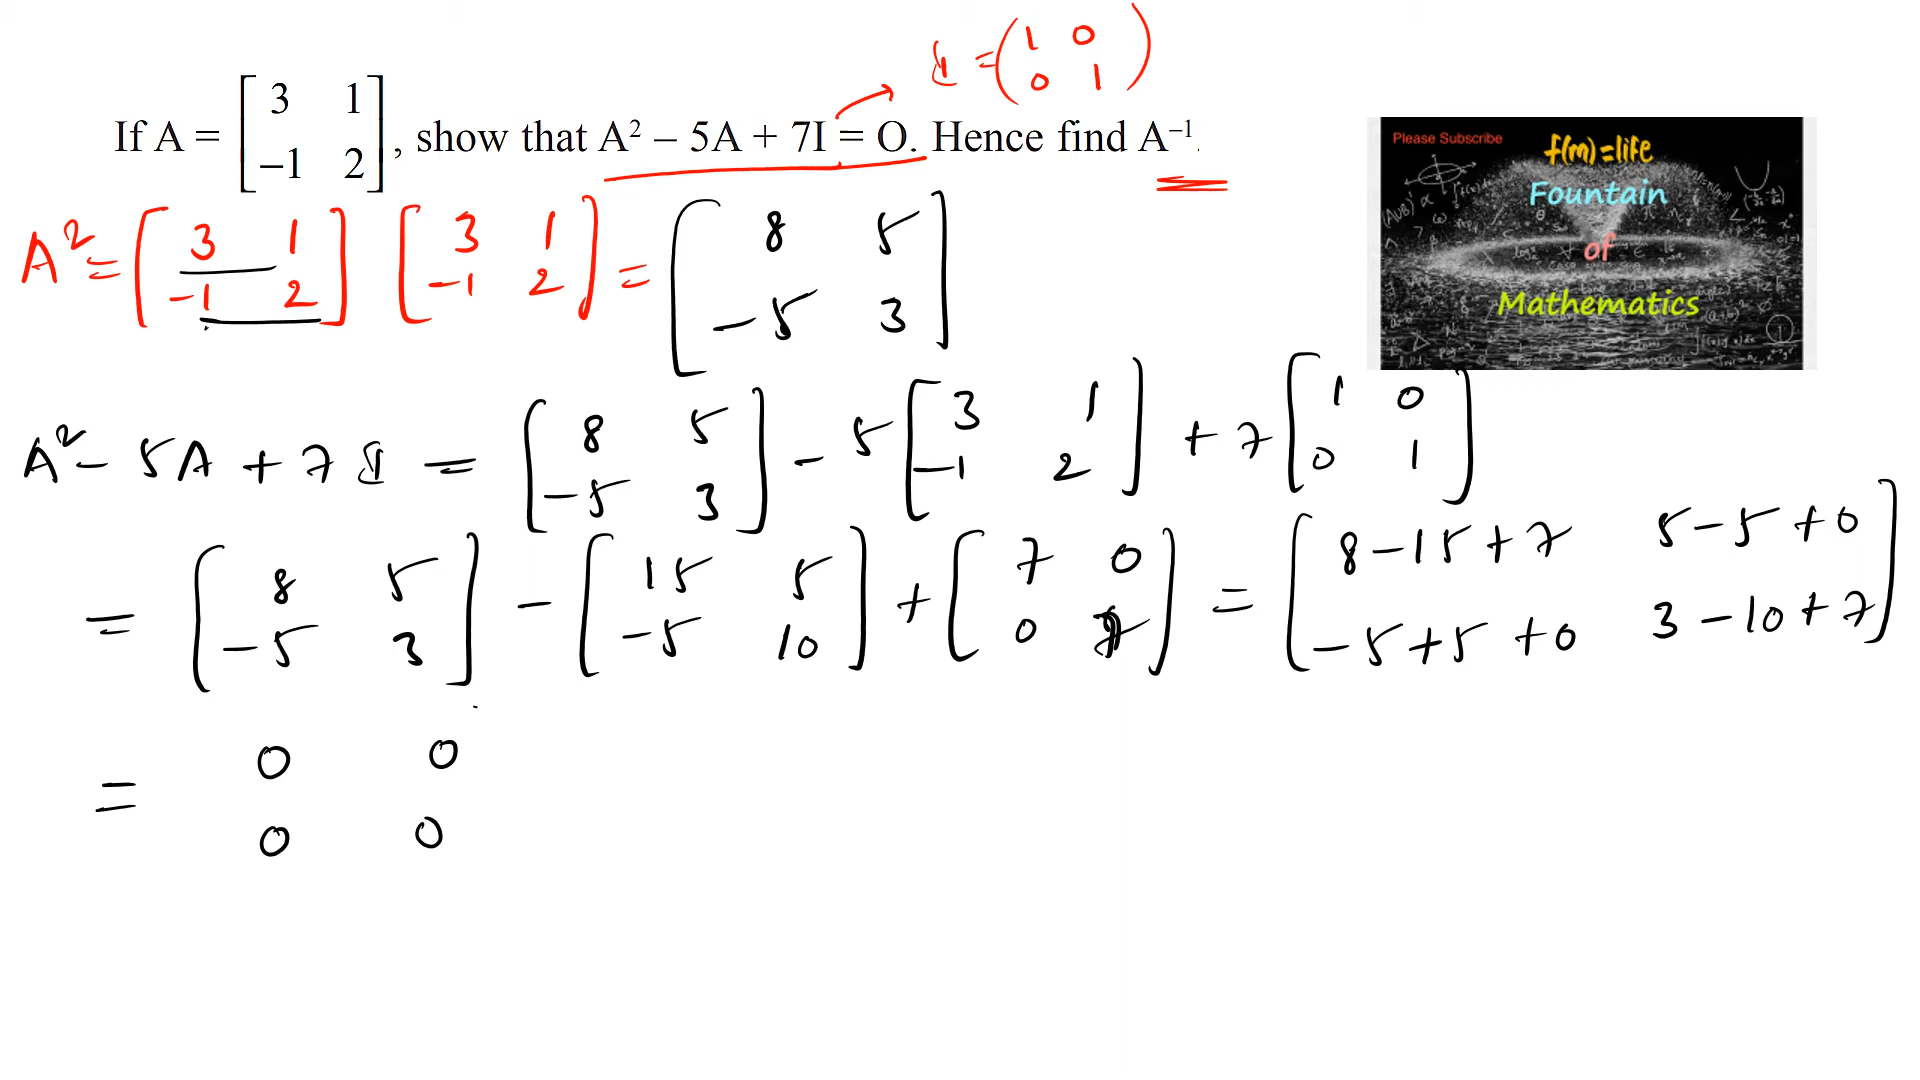 I = (1 0
0 1)
If A = [3 1
−1 2], show that A² – 5A + 7I = O. Hence find A⁻¹.
Please Subscribe
f(m)=life
Fountain
of
Mathematics
A² = [3 1
-1 2] [3 1
-1 2] = [8 5
-5 3]
A² - 5A + 7I = [8 5
-5 3] - 5 [3 1
-1 2] + 7 [1 0
0 1]
= [8 5
-5 3] - [15 5
-5 10] + [7 0
0 7] = [8-15+7 5-5+0
-5+5+0 3-10+7]
= 0 0
0 0